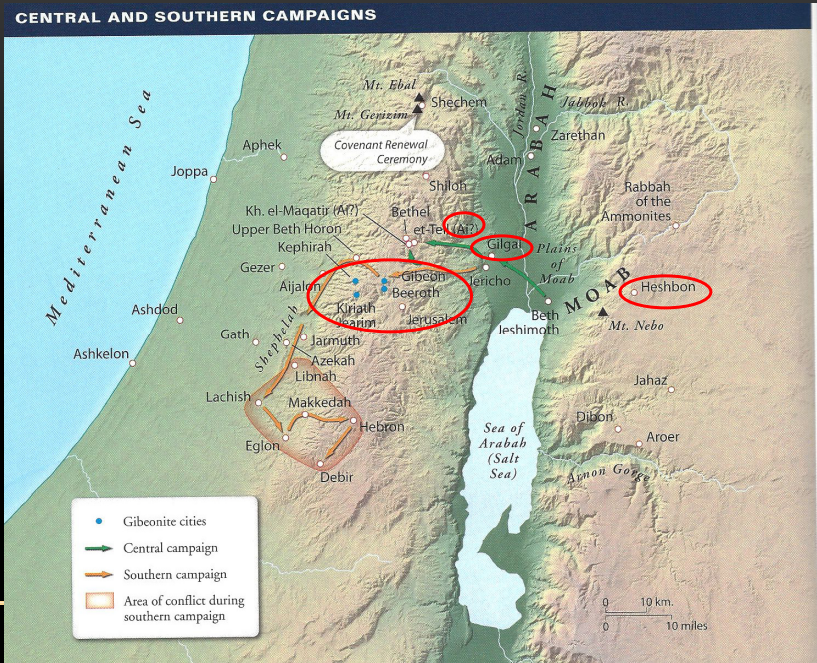 CENTRAL AND SOUTHERN CAMPAIGNS
Mediterranean Sea
Mt. Ebal
Shechem
Mt. Gerizim
Covenant Renewal
Ceremony
Jordan R.
Jabbok R.
ARABAH
Zarethan
Adam
Aphek
Joppa
Shiloh
Rabbah
of the
Ammonites
Kh. el-Maqatir (Ai?)
Bethel
Upper Beth Horon
et-Tell (Ai?)
Kephirah
Gilgal
Plains
of
Moab
Gezer
Gibeon
Jericho
MOAB
Heshbon
Aijalon
Beeroth
Kiriath
Jearim
Jerusalem
Beth
Jeshimoth
Mt. Nebo
Ashdod
Gath
Shephelah
Jarmuth
Ashkelon
Azekah
Libnah
Jahaz
Lachish
Makkedah
Hebron
Dibon
Aroer
Eglon
Sea of
Arabah
(Salt
Sea)
Debir
Arnon Gorge
Gibeonite cities
Central campaign
Southern campaign
Area of conflict during
southern campaign
0 10 km.
0 10 miles